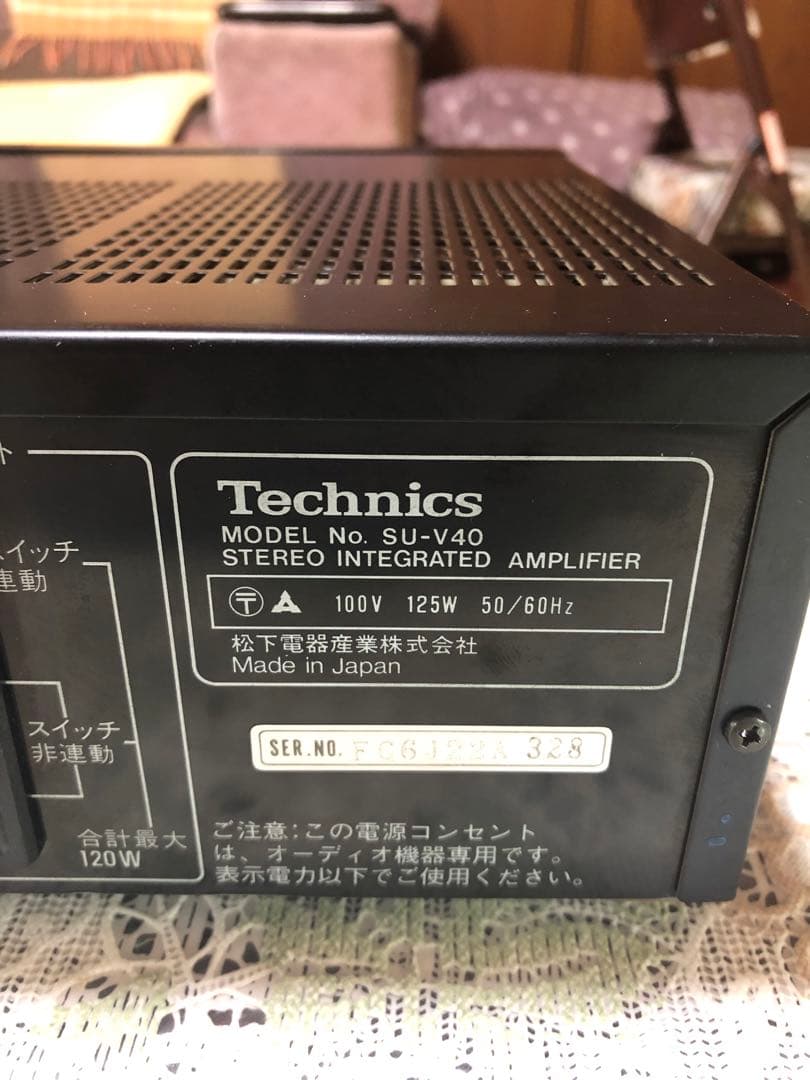 ト
スイッチ
連動
スイッチ
非連動
合計最大
120W
Technics
MODEL No. SU-V40
STEREO INTEGRATED AMPLIFIER
〒 100V 125W 50/60Hz
松下電器産業株式会社
Made in Japan
SER.NO. FC6J22A 328
ご注意:この電源コンセント
は、オーディオ機器専用です。
表示電力以下でご使用ください。